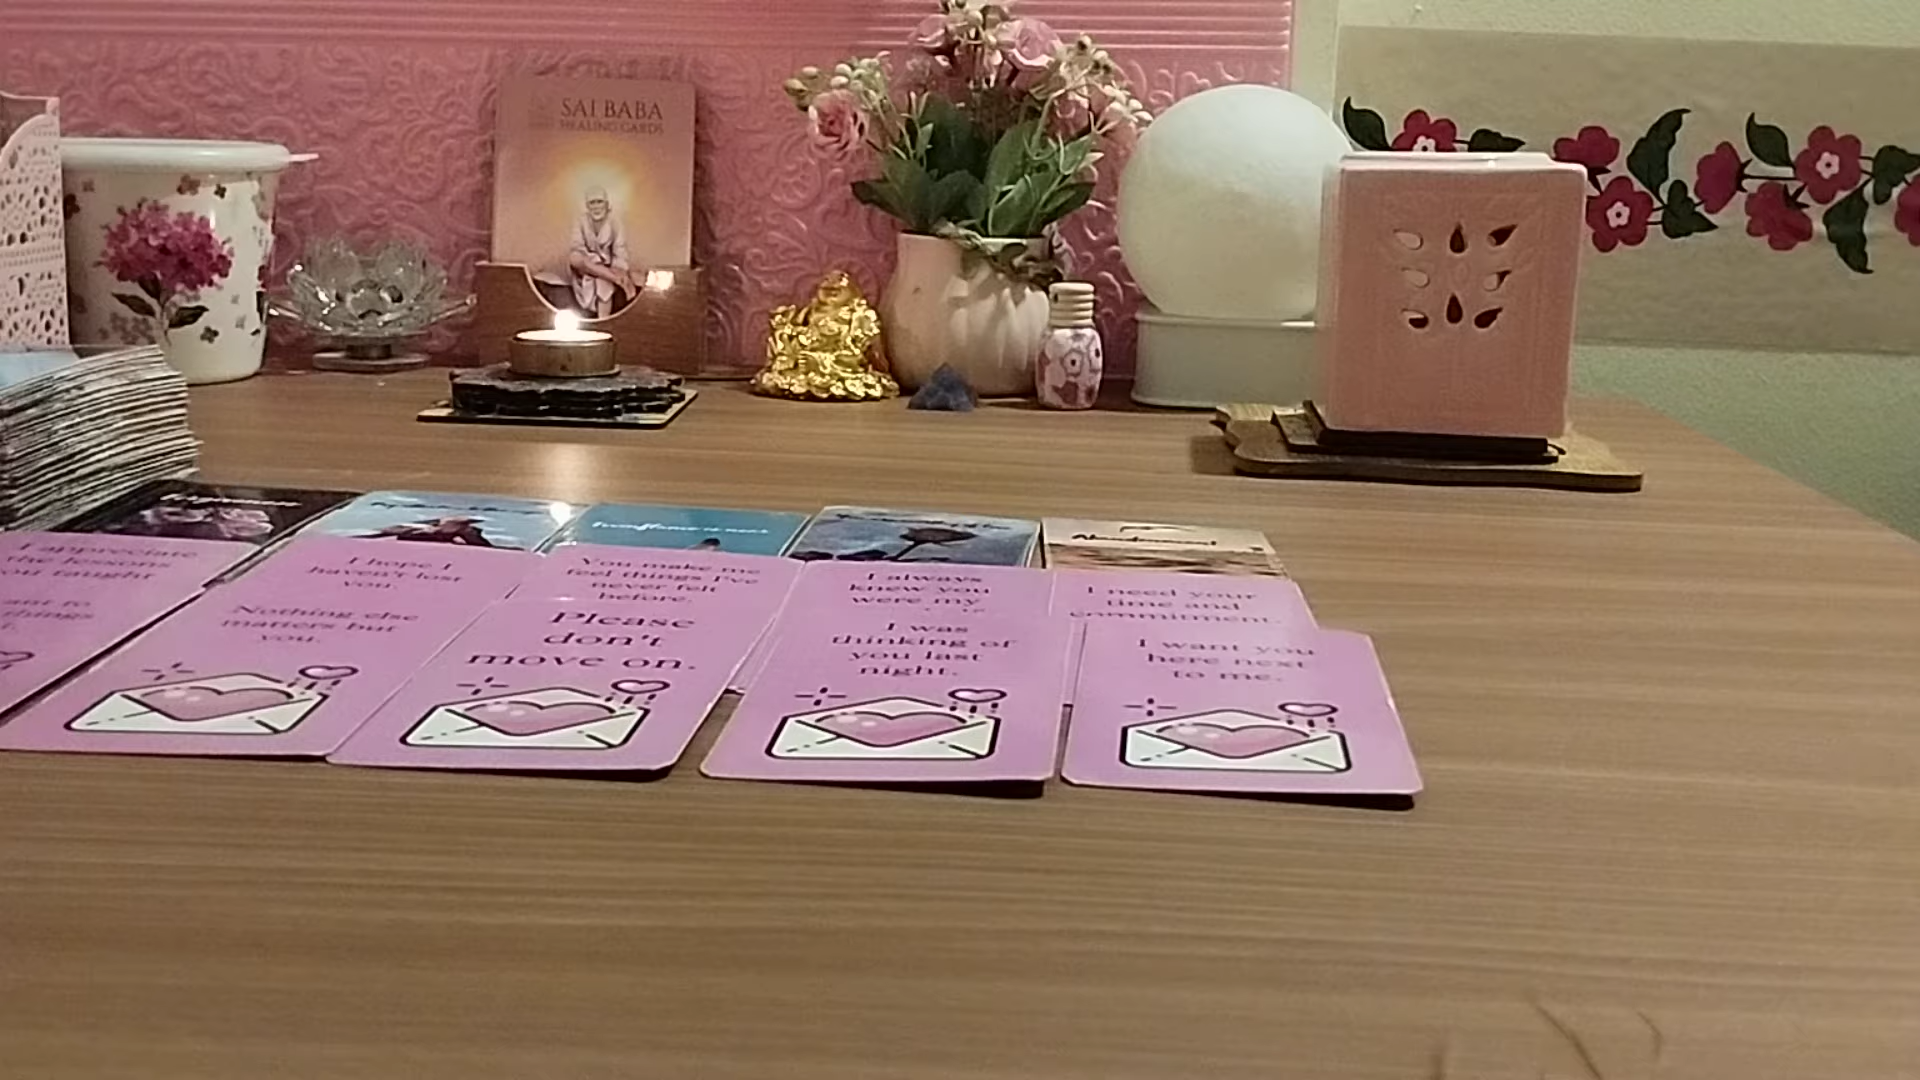 SAI BABA
HEALING CARDS
I appreciate
the lessons
you taught
I hope I
haven't lost
you.
Nothing else
matters but
you.
You make me
feel things I've
never felt
before.
Please
don't
move on.
I always
knew you
were my
I was
thinking of
you last
night.
Abandonment
I need your
time and
commitment.
I want you
here next
to me.